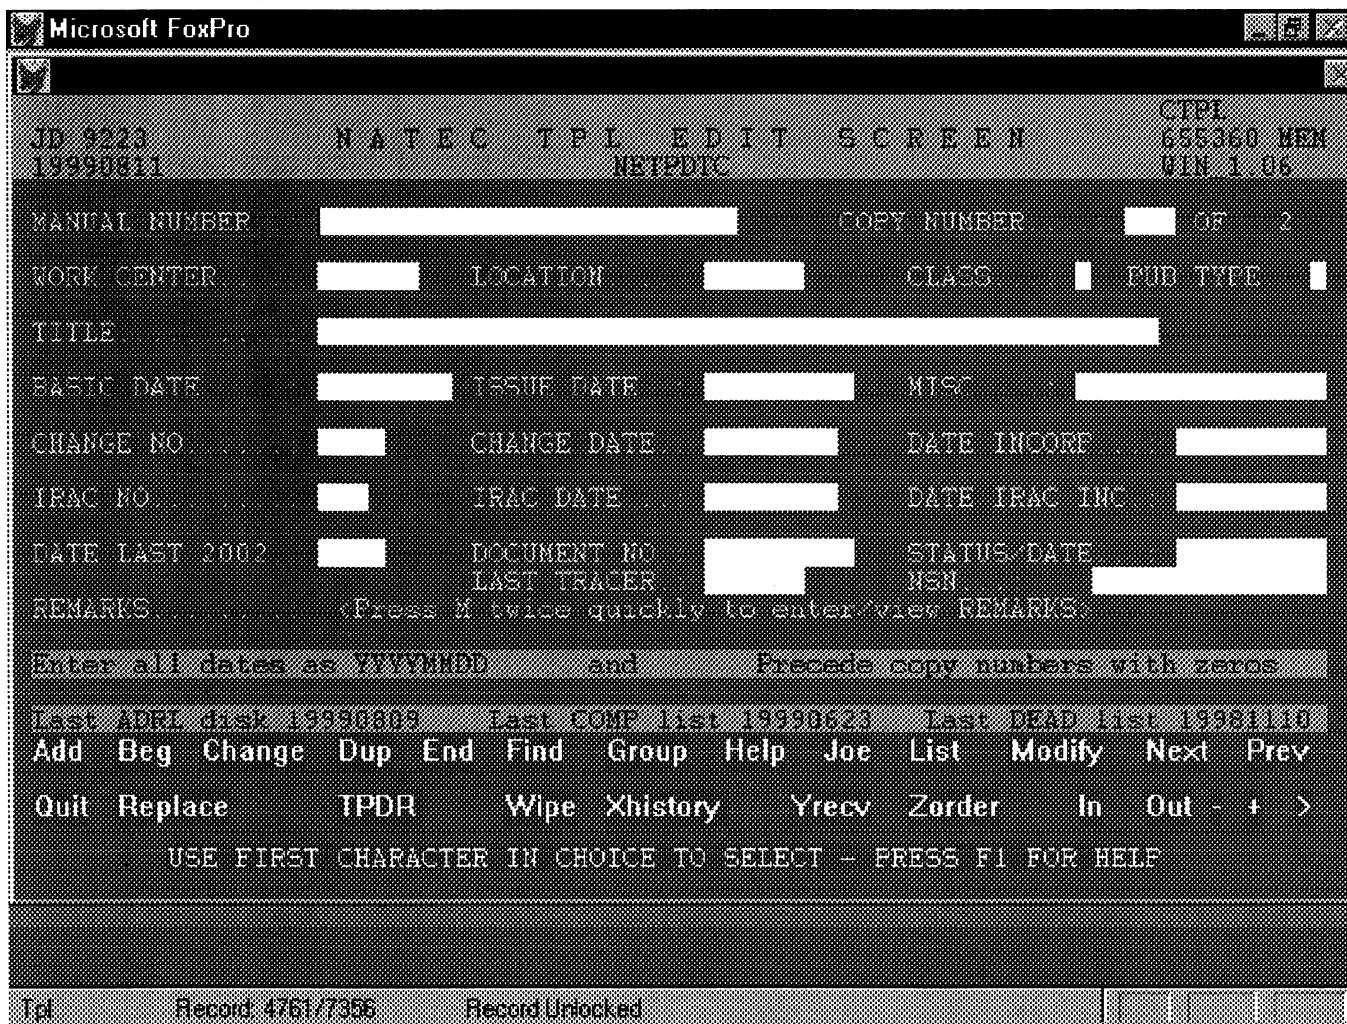 Microsoft FoxPro
CTPL
JD 9223 N A T E C T P L E D I T S C R E E N 655360 MEM
19990811 NETPDTC WIN_1.06
MANUAL NUMBER COPY NUMBER OF 2
WORK CENTER.. LOCATION CLASS PUB TYPE
TITLE
BASIC DATE ISSUE DATE MISC
CHANGE NO....... CHANGE DATE DATE INCORP
IRAC NO IRAC DATE DATE IRAC INC
DATE LAST 2002 DOCUMENT NO STATUS/DATE
LAST TRACER NSN
REMARKS <Press M twice quickly to enter/view REMARKS>
Enter all dates as YYYYMMDD and Precede copy numbers with zeros
Last ADRL disk 19990809 Last COMP list 19990623 Last DEAD list 19981110
Add Beg Change Dup End Find Group Help Joe List Modify Next Prev
Quit Replace TPDR Wipe Xhistory Yrecv Zorder In Out - + >
USE FIRST CHARACTER IN CHOICE TO SELECT - PRESS F1 FOR HELP
Tpl Record: 4761/7356 Record Unlocked